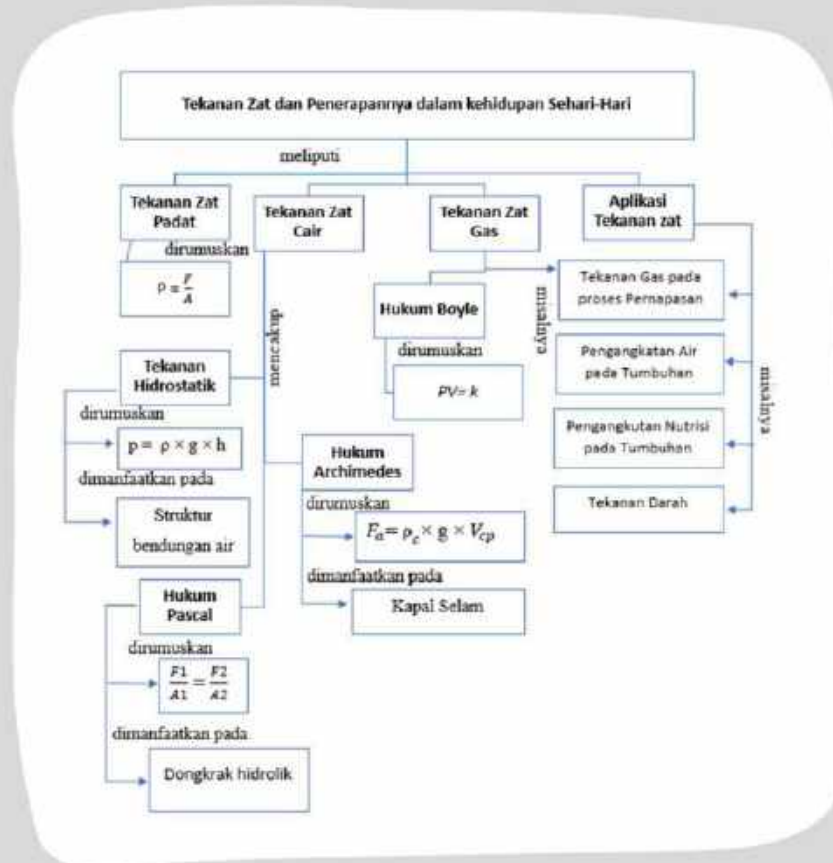 Tekanan Zat dan Penerapannya dalam kehidupan Sehari-Hari
meliputi
Tekanan Zat
Padat
Tekanan Zat
Cair
Tekanan Zat
Gas
Aplikasi
Tekanan zat
dirumuskan
ρ = F/A
mencakup
Hukum Boyle
dirumuskan
PV= k
misalnya
Tekanan Gas pada
proses Pernapasan
Pengangkatan Air
pada Tumbuhan
Pengangkutan Nutrisi
pada Tumbuhan
Tekanan Darah
misalnya
Tekanan
Hidrostatik
dirumuskan
p = ρ × g × h
dimanfaatkan pada
Struktur
bendungan air
Hukum
Archimedes
dirumuskan
Fₐ= ρ_c × g × V_cp
dimanfaatkan pada
Kapal Selam
Hukum
Pascal
dirumuskan
F1/A1 = F2/A2
dimanfaatkan pada
Dongkrak hidrolik